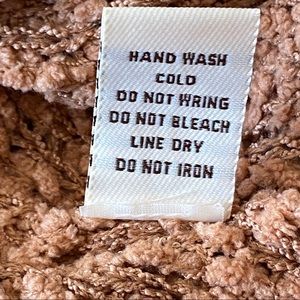 HAND WASH
COLD
DO NOT WRING
DO NOT BLEACH
LINE DRY
DO NOT IRON